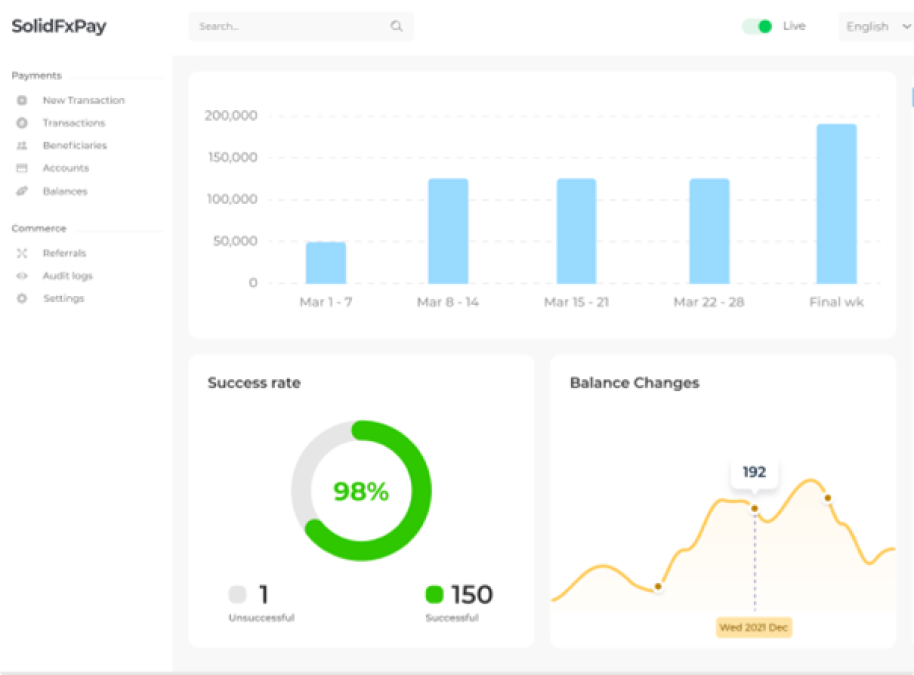 SolidFxPay
Search...
Live
English
Payments
New Transaction
Transactions
Beneficiaries
Accounts
Balances
Commerce
Referrals
Audit logs
Settings
200,000
150,000
100,000
50,000
0
Mar 1 - 7
Mar 8 - 14
Mar 15 - 21
Mar 22 - 28
Final wk
Success rate
98%
1
Unsuccessful
150
Successful
Balance Changes
192
Wed 2021 Dec